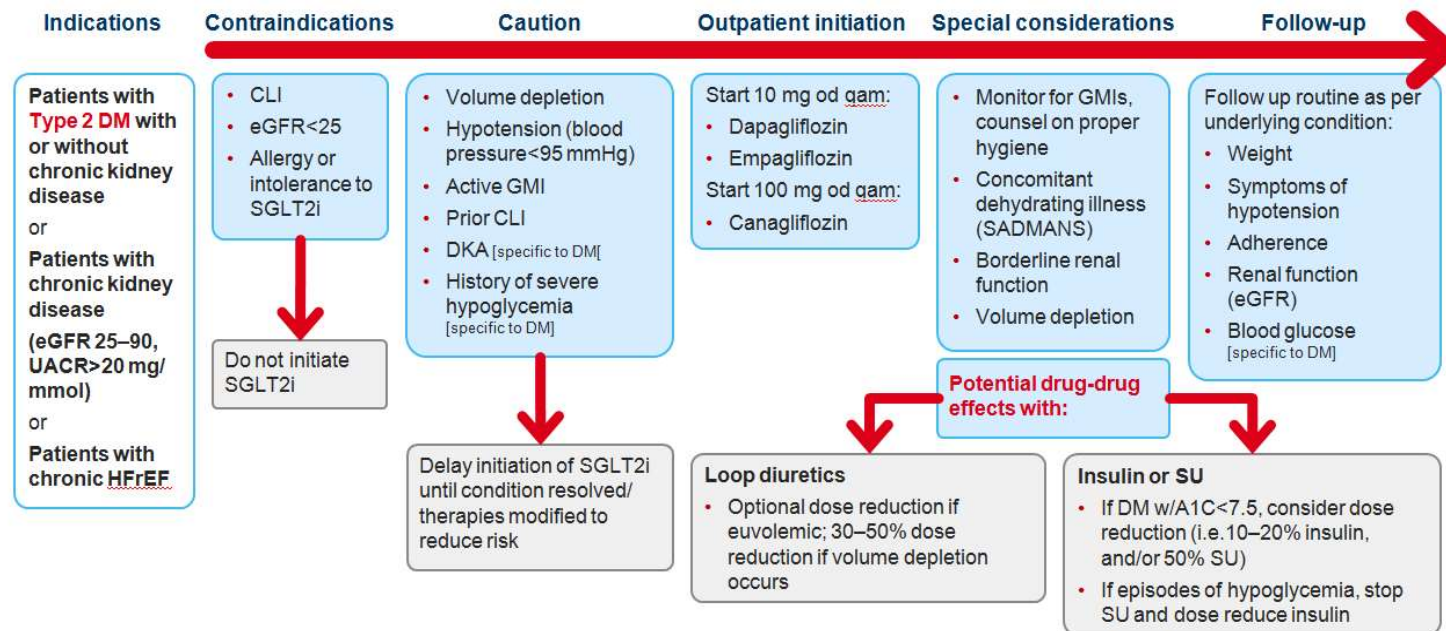 Indications
Contraindications
Caution
Outpatient initiation
Special considerations
Follow-up
Patients with
Type 2 DM with
or without
chronic kidney
disease
or
Patients with
chronic kidney
disease
(eGFR 25–90,
UACR>20 mg/
mmol)
or
Patients with
chronic HFrEF
• CLI
• eGFR<25
• Allergy or
intolerance to
SGLT2i
Do not initiate
SGLT2i
• Volume depletion
• Hypotension (blood
pressure<95 mmHg)
• Active GMI
• Prior CLI
• DKA [specific to DM[
• History of severe
hypoglycemia
[specific to DM]
Delay initiation of SGLT2i
until condition resolved/
therapies modified to
reduce risk
Start 10 mg od qam:
• Dapagliflozin
• Empagliflozin
Start 100 mg od qam:
• Canagliflozin
• Monitor for GMIs,
counsel on proper
hygiene
• Concomitant
dehydrating illness
(SADMANS)
• Borderline renal
function
• Volume depletion
Potential drug-drug
effects with:
Loop diuretics
• Optional dose reduction if
euvolemic; 30–50% dose
reduction if volume depletion
occurs
Insulin or SU
• If DM w/A1C<7.5, consider dose
reduction (i.e.10–20% insulin,
and/or 50% SU)
• If episodes of hypoglycemia, stop
SU and dose reduce insulin
Follow up routine as per
underlying condition:
• Weight
• Symptoms of
hypotension
• Adherence
• Renal function
(eGFR)
• Blood glucose
[specific to DM]